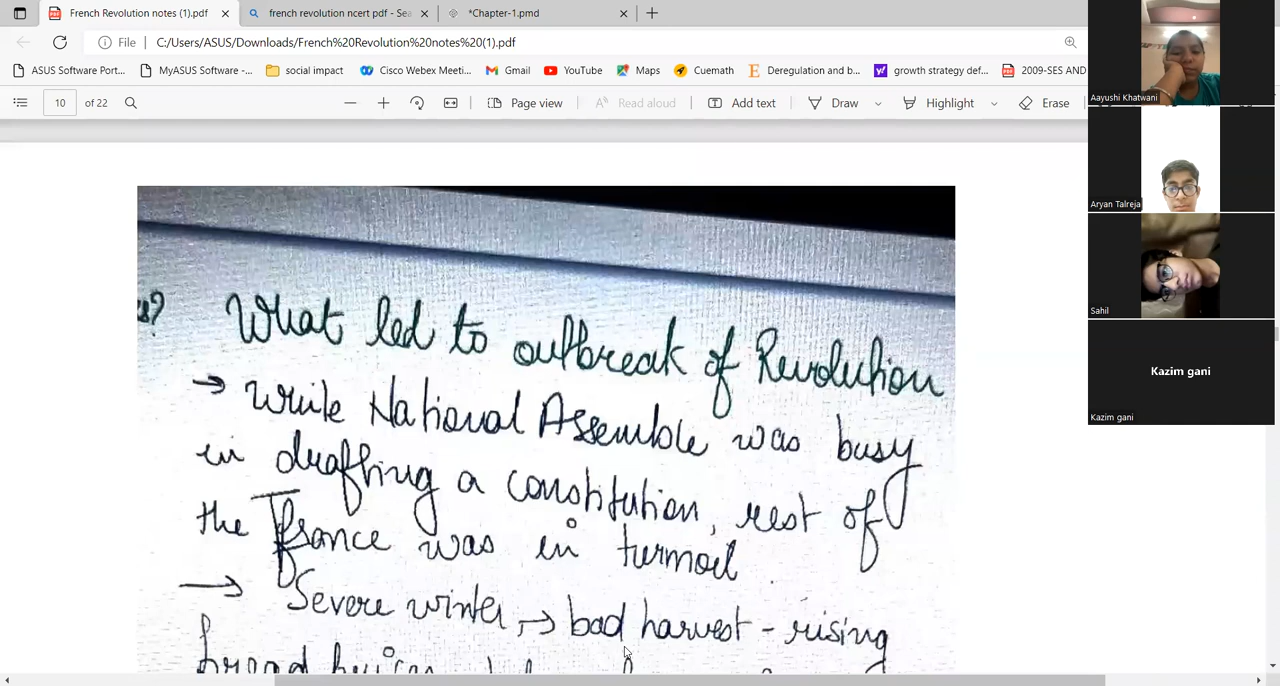 French Revolution notes (1).pdf
french revolution ncert pdf - Sea
*Chapter-1.pmd
File
C:/Users/ASUS/Downloads/French%20Revolution%20notes%20(1).pdf
ASUS Software Port...
MyASUS Software -...
social impact
Cisco Webex Meeti...
Gmail
YouTube
Maps
Cuemath
Deregulation and b...
growth strategy def...
2009-SES AND
10
of 22
Page view
Read aloud
Add text
Draw
Highlight
Erase
What led to outbreak of Revolution
→ While National Assemble was busy
in drafting a constitution, rest of
the France was in turmoil
→ Severe winter → bad harvest - rising
Aayushi Khatwani
Aryan Talreja
Sahil
Kazim gani
Kazim gani